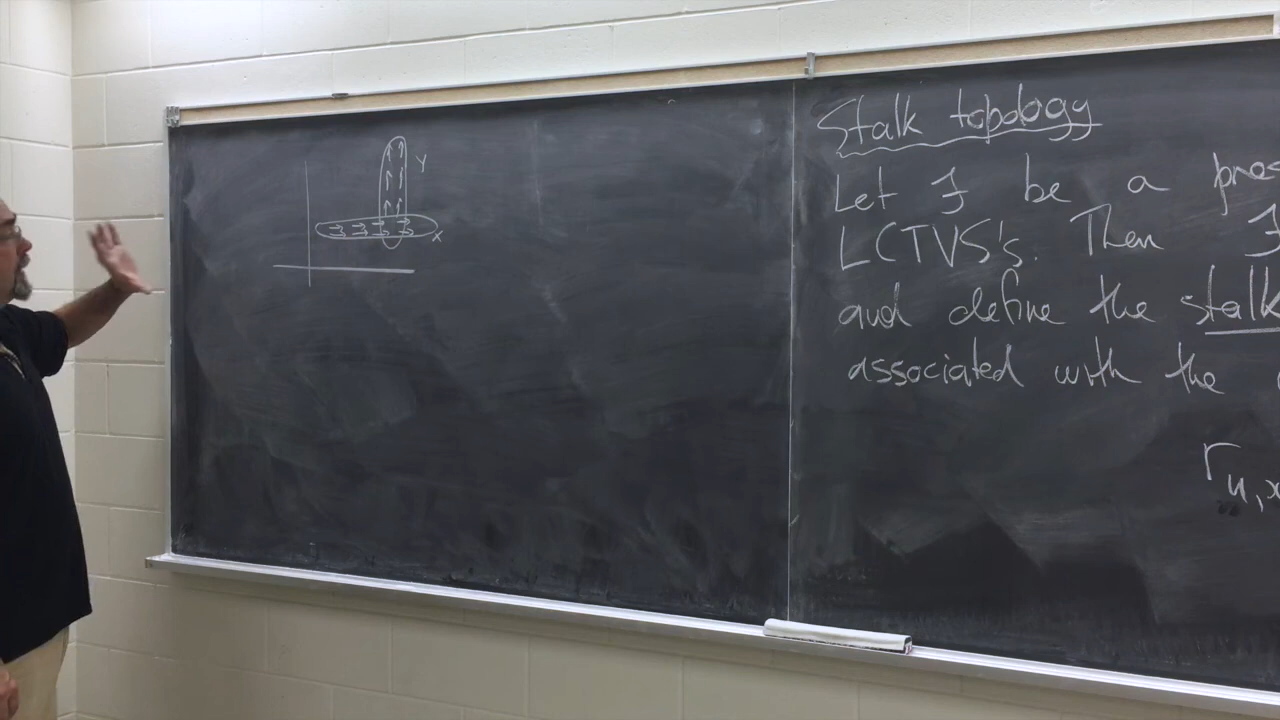 Y
X
Stalk topology
Let F be a pres
LCTVS's. Then F
and define the stalk
associated with the
r u,x